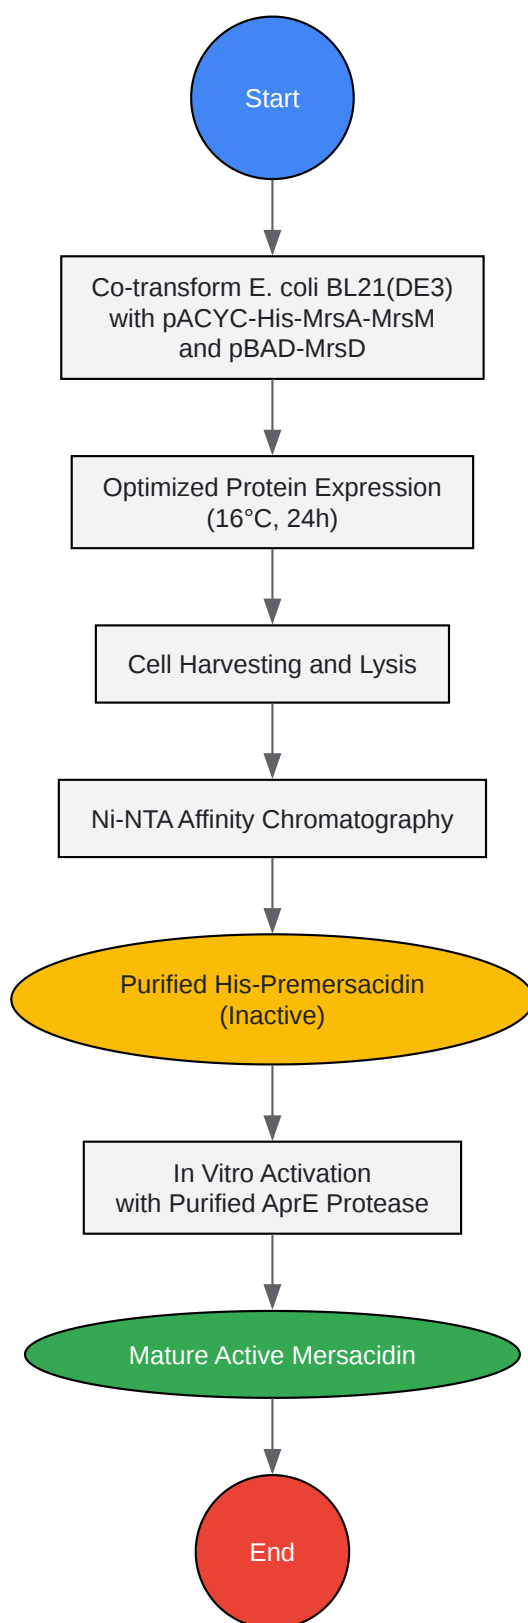 Start
Co-transform E. coli BL21(DE3)
with pACYC-His-MrsA-MrsM
and pBAD-MrsD
Optimized Protein Expression
(16°C, 24h)
Cell Harvesting and Lysis
Ni-NTA Affinity Chromatography
Purified His-Premersacidin
(Inactive)
In Vitro Activation
with Purified AprE Protease
Mature Active Mersacidin
End